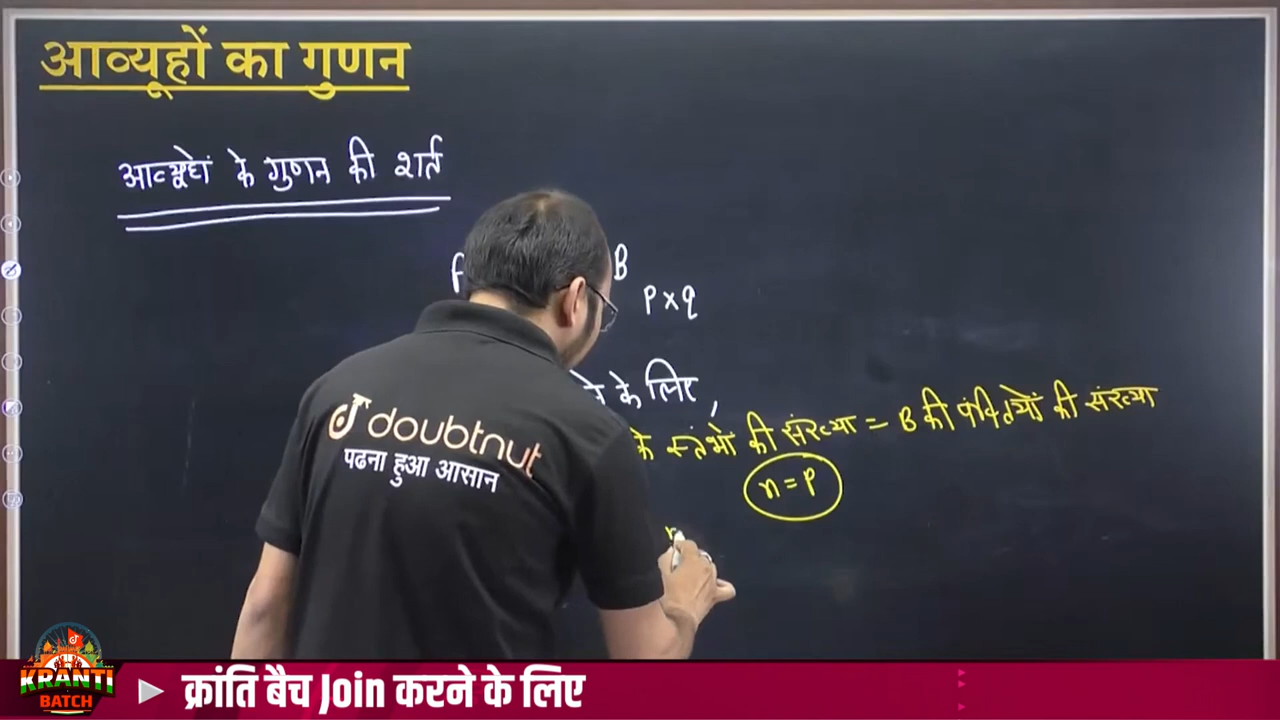 आव्यूहों का गुणन
आव्यूहों के गुणन की शर्त
B
p × q
के लिए,
के स्तंभों की संख्या = B की पंक्तियों की संख्या
n = p
doubtnut
पढना हुआ आसान
KRANTI
BATCH
क्रांति बैच Join करने के लिए